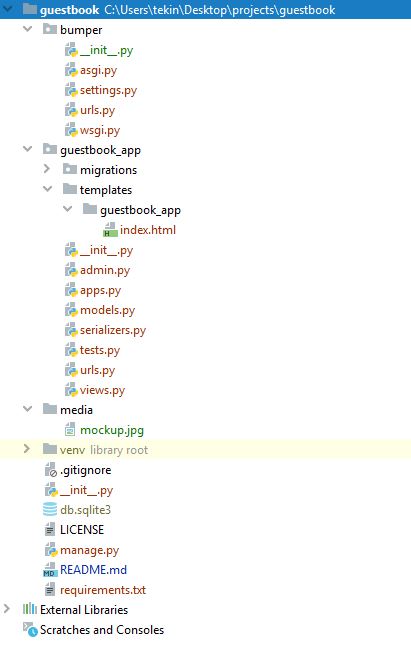 guestbook C:\Users\tekin\Desktop\projects\guestbook
bumper
__init__.py
asgi.py
settings.py
urls.py
wsgi.py
guestbook_app
migrations
templates
guestbook_app
index.html
__init__.py
admin.py
apps.py
models.py
serializers.py
tests.py
urls.py
views.py
media
mockup.jpg
venv library root
.gitignore
__init__.py
db.sqlite3
LICENSE
manage.py
README.md
requirements.txt
External Libraries
Scratches and Consoles